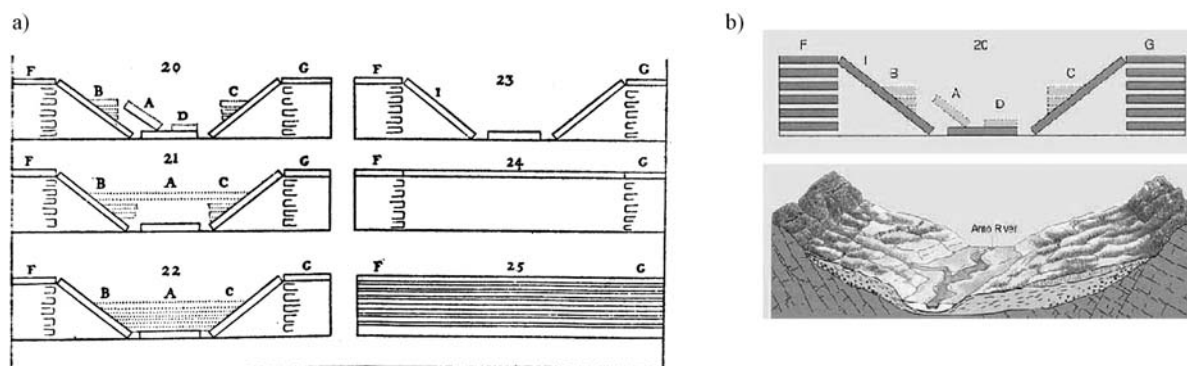 a)
20
F B A C G
D
23
F I G
21
F B A C G
24
22
F B A C G
25
F G
b)
20
F I B A C G
D
Arno River